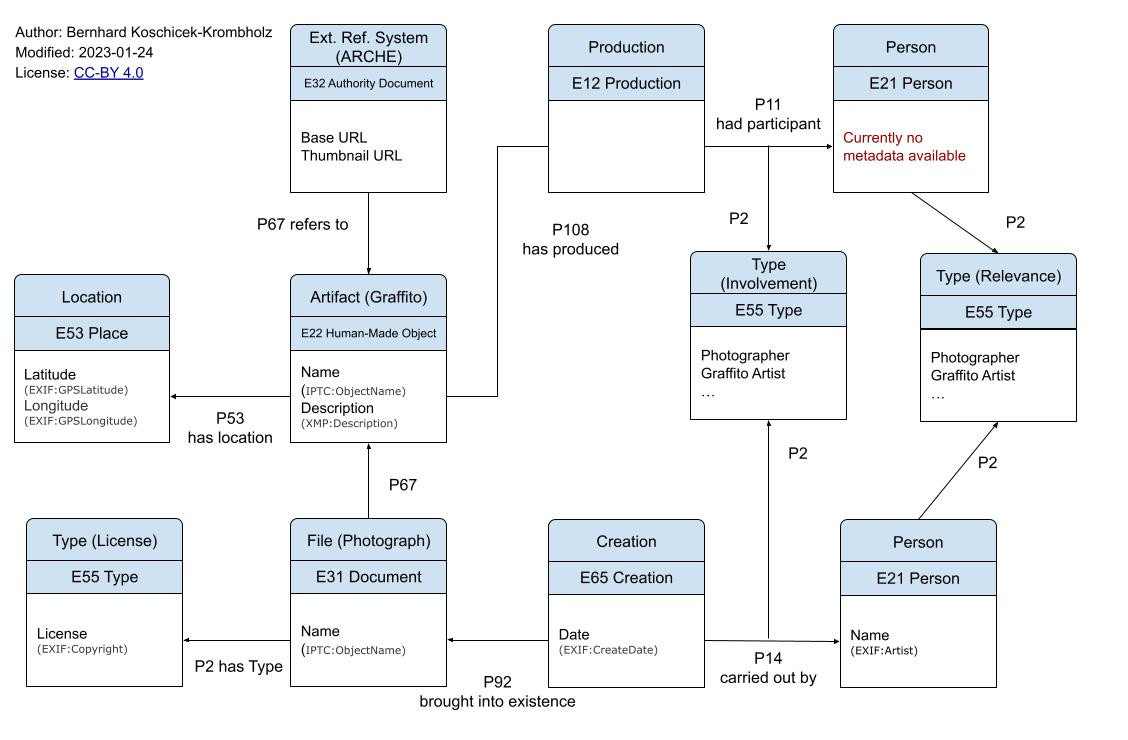 Author: Bernhard Koschicek-Krombholz
Modified: 2023-01-24
License: CC-BY 4.0
Ext. Ref. System
(ARCHE)
E32 Authority Document
Base URL
Thumbnail URL
Production
E12 Production
P11
had participant
Person
E21 Person
Currently no
metadata available
P67 refers to
P108
has produced
P2
P2
Location
E53 Place
Latitude
(EXIF:GPSLatitude)
Longitude
(EXIF:GPSLongitude)
P53
has location
Artifact (Graffito)
E22 Human-Made Object
Name
(IPTC:ObjectName)
Description
(XMP:Description)
Type
(Involvement)
E55 Type
Photographer
Graffito Artist
...
Type (Relevance)
E55 Type
Photographer
Graffito Artist
...
P67
P2
P2
Type (License)
E55 Type
License
(EXIF:Copyright)
P2 has Type
File (Photograph)
E31 Document
Name
(IPTC:ObjectName)
P92
brought into existence
Creation
E65 Creation
Date
(EXIF:CreateDate)
P14
carried out by
Person
E21 Person
Name
(EXIF:Artist)